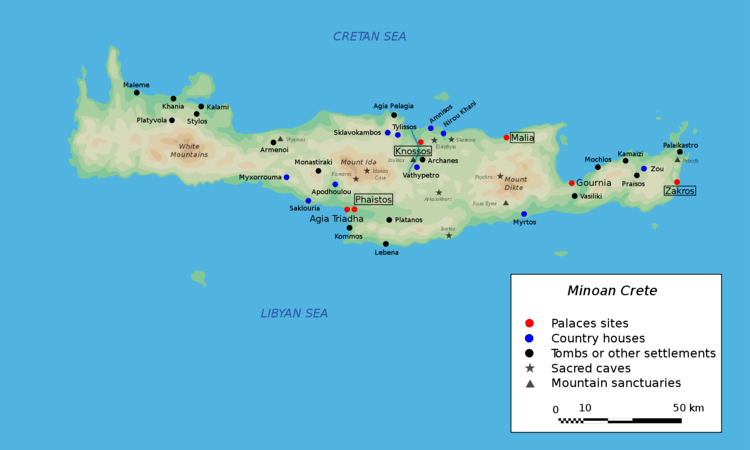 CRETAN SEA
Maleme
Khania
Kalami
Platyvola
Stylos
White
Mountains
Agia Pelagia
Amnisos
Nirou Khani
Tylissos
Sklavokambos
Armenoi
Knossos
Malia
Archanes
Vathypetro
Monastiraki
Mount Ida
Myxorrouma
Apodhoulou
Saklouria
Phaistos
Agia Triadha
Kommos
Platanos
Lebena
Mount
Dikte
Myrtos
Mochlos
Kamaizi
Palaikastro
Zou
Praisos
Gournia
Vasiliki
Zakros
LIBYAN SEA
Minoan Crete
Palaces sites
Country houses
Tombs or other settlements
Sacred caves
Mountain sanctuaries
0 10 50 km